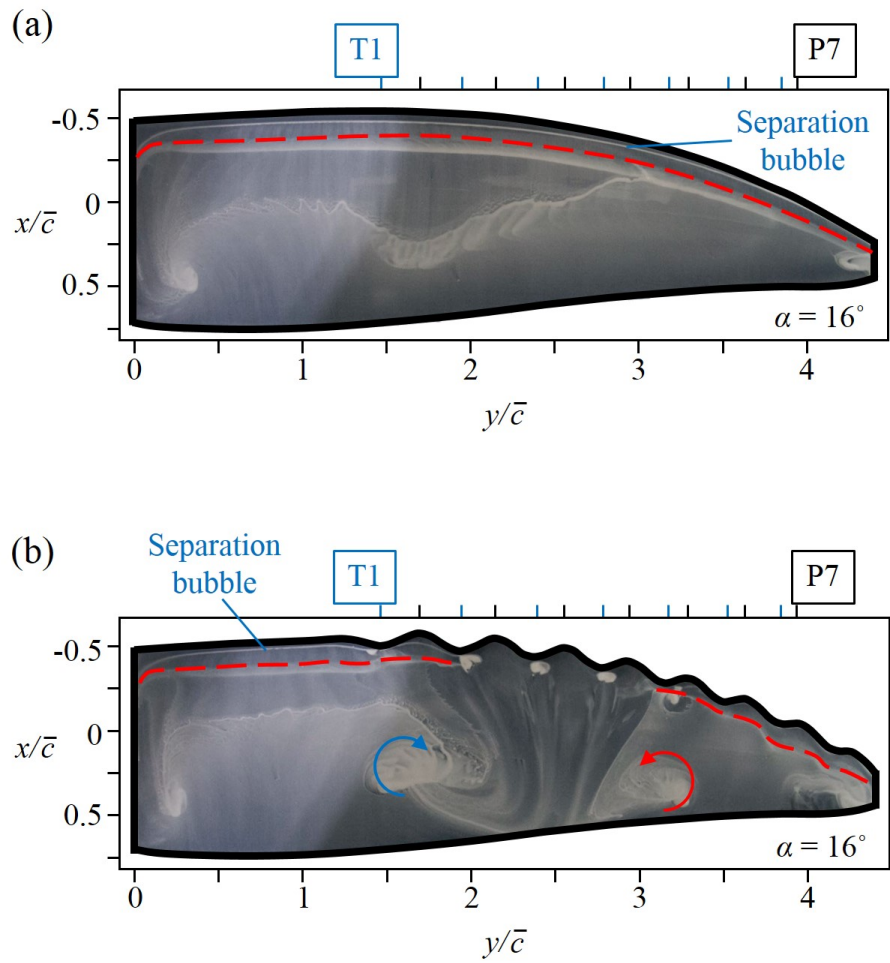 (a)
T1
P7
Separation
bubble
-0.5
0
0.5
x/c̄
α = 16°
0
1
2
3
4
y/c̄
(b)
Separation
bubble
T1
P7
-0.5
0
0.5
x/c̄
α = 16°
0
1
2
3
4
y/c̄